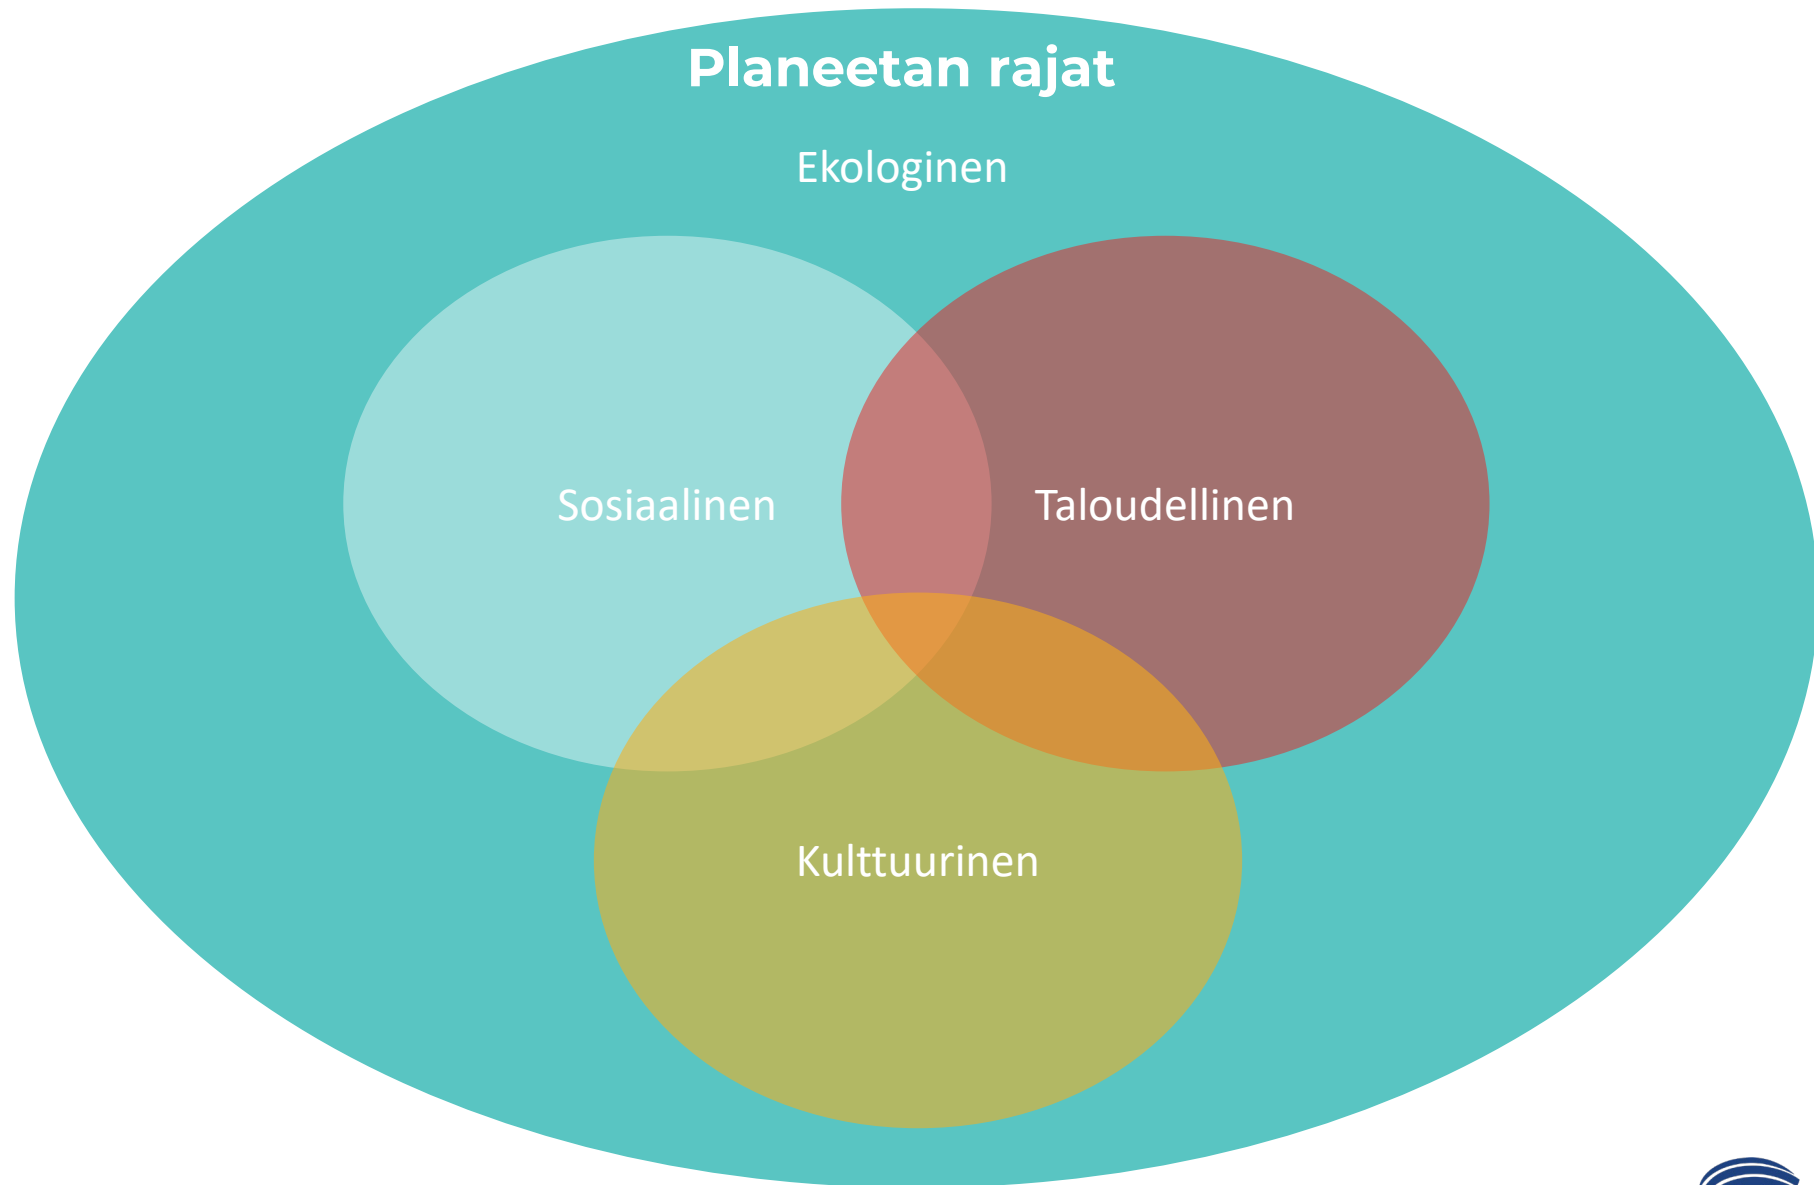 Planeetan rajat
Ekologinen
Sosiaalinen
Taloudellinen
Kulttuurinen